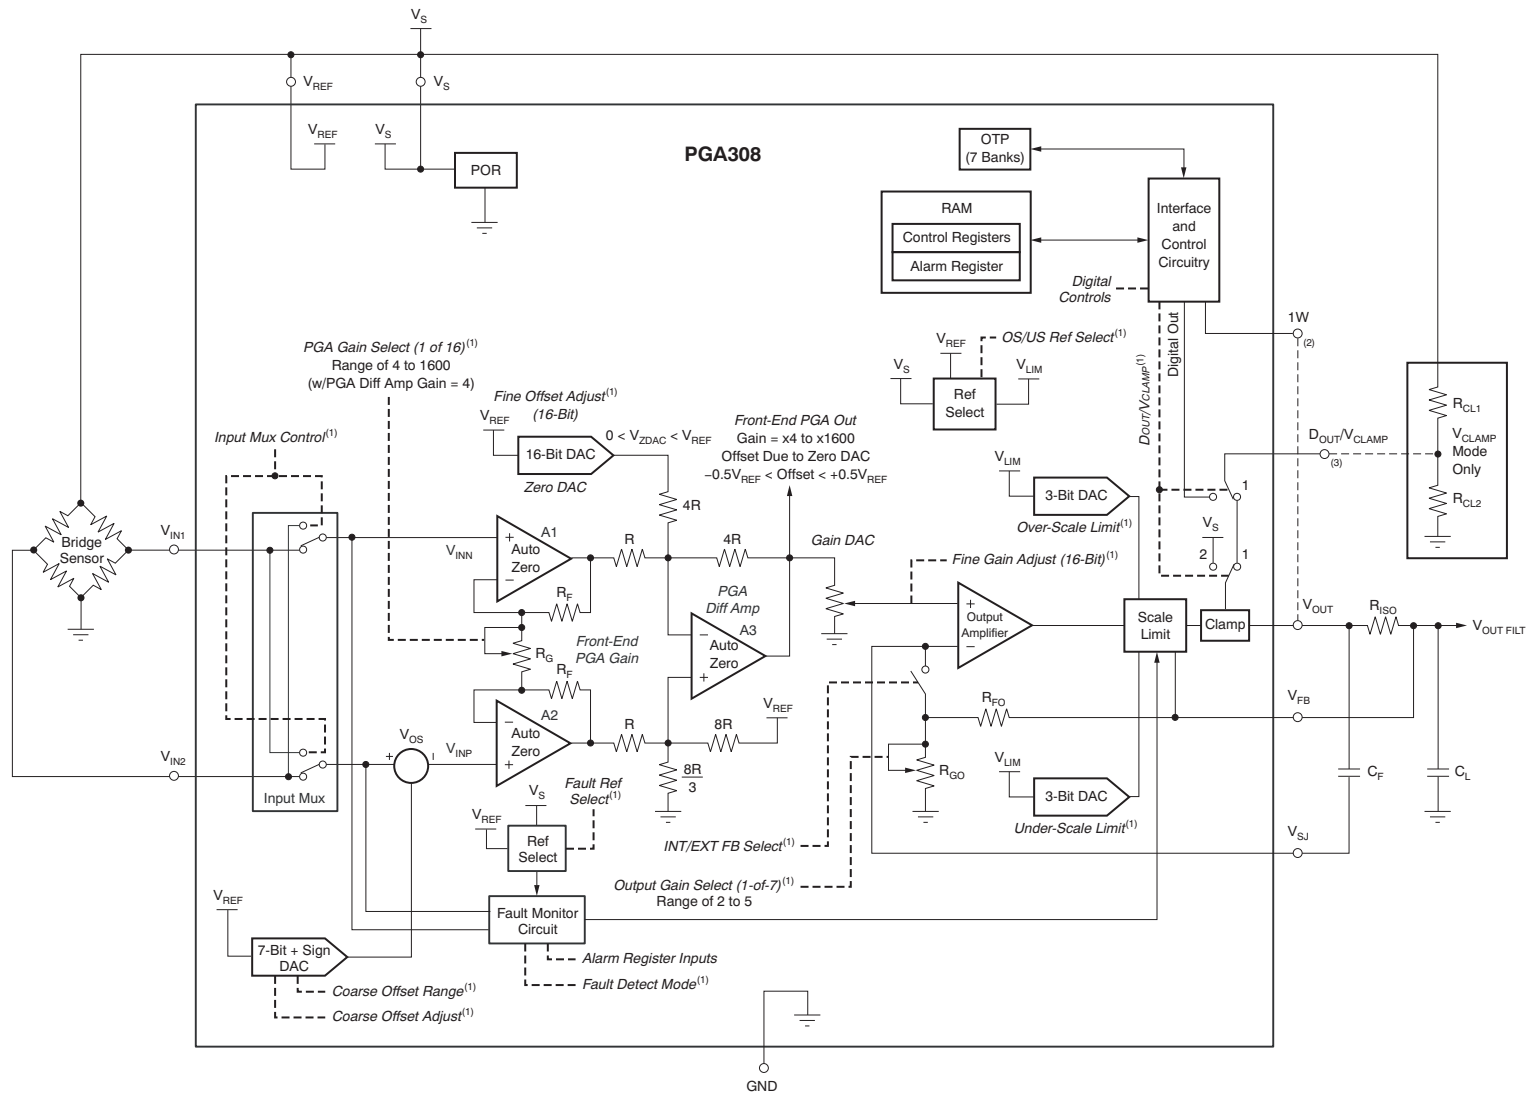 VS
VREF
VS
VREF
VS
POR
PGA308
OTP
(7 Banks)
RAM
Control Registers
Alarm Register
Interface
and
Control
Circuitry
Digital
Controls
DOUT/VCLAMP(1)
Digital Out
1W
(2)
PGA Gain Select (1 of 16)(1)
Range of 4 to 1600
(w/PGA Diff Amp Gain = 4)
OS/US Ref Select(1)
VREF
VS
VLIM
Ref
Select
Fine Offset Adjust(1)
(16-Bit)
VREF
0 < VZDAC < VREF
16-Bit DAC
Zero DAC
Front-End PGA Out
Gain = x4 to x1600
Offset Due to Zero DAC
−0.5VREF < Offset < +0.5VREF
Input Mux Control(1)
RCL1
VCLAMP
Mode
Only
RCL2
DOUT/VCLAMP
(3)
VLIM
3-Bit DAC
Over-Scale Limit(1)
1
VS
2
1
4R
Bridge
Sensor
VIN1
VINN
+
A1
Auto
Zero
−
R
4R
Gain DAC
Fine Gain Adjust (16-Bit)(1)
RF
PGA
Diff Amp
RG
Front-End
PGA Gain
RF
−
A3
Auto
Zero
+
+
Output
Amplifier
−
Scale
Limit
Clamp
VOUT
RISO
VOUT FILT
VIN2
Input Mux
VOS
+
−
VINP
−
A2
Auto
Zero
+
R
8R
VREF
8R
3
RFO
VFB
RGO
VLIM
3-Bit DAC
Under-Scale Limit(1)
CF
CL
VSJ
Fault Ref
Select(1)
VS
VREF
Ref
Select
INT/EXT FB Select(1)
Output Gain Select (1-of-7)(1)
Range of 2 to 5
Fault Monitor
Circuit
Alarm Register Inputs
Fault Detect Mode(1)
VREF
7-Bit + Sign
DAC
Coarse Offset Range(1)
Coarse Offset Adjust(1)
GND